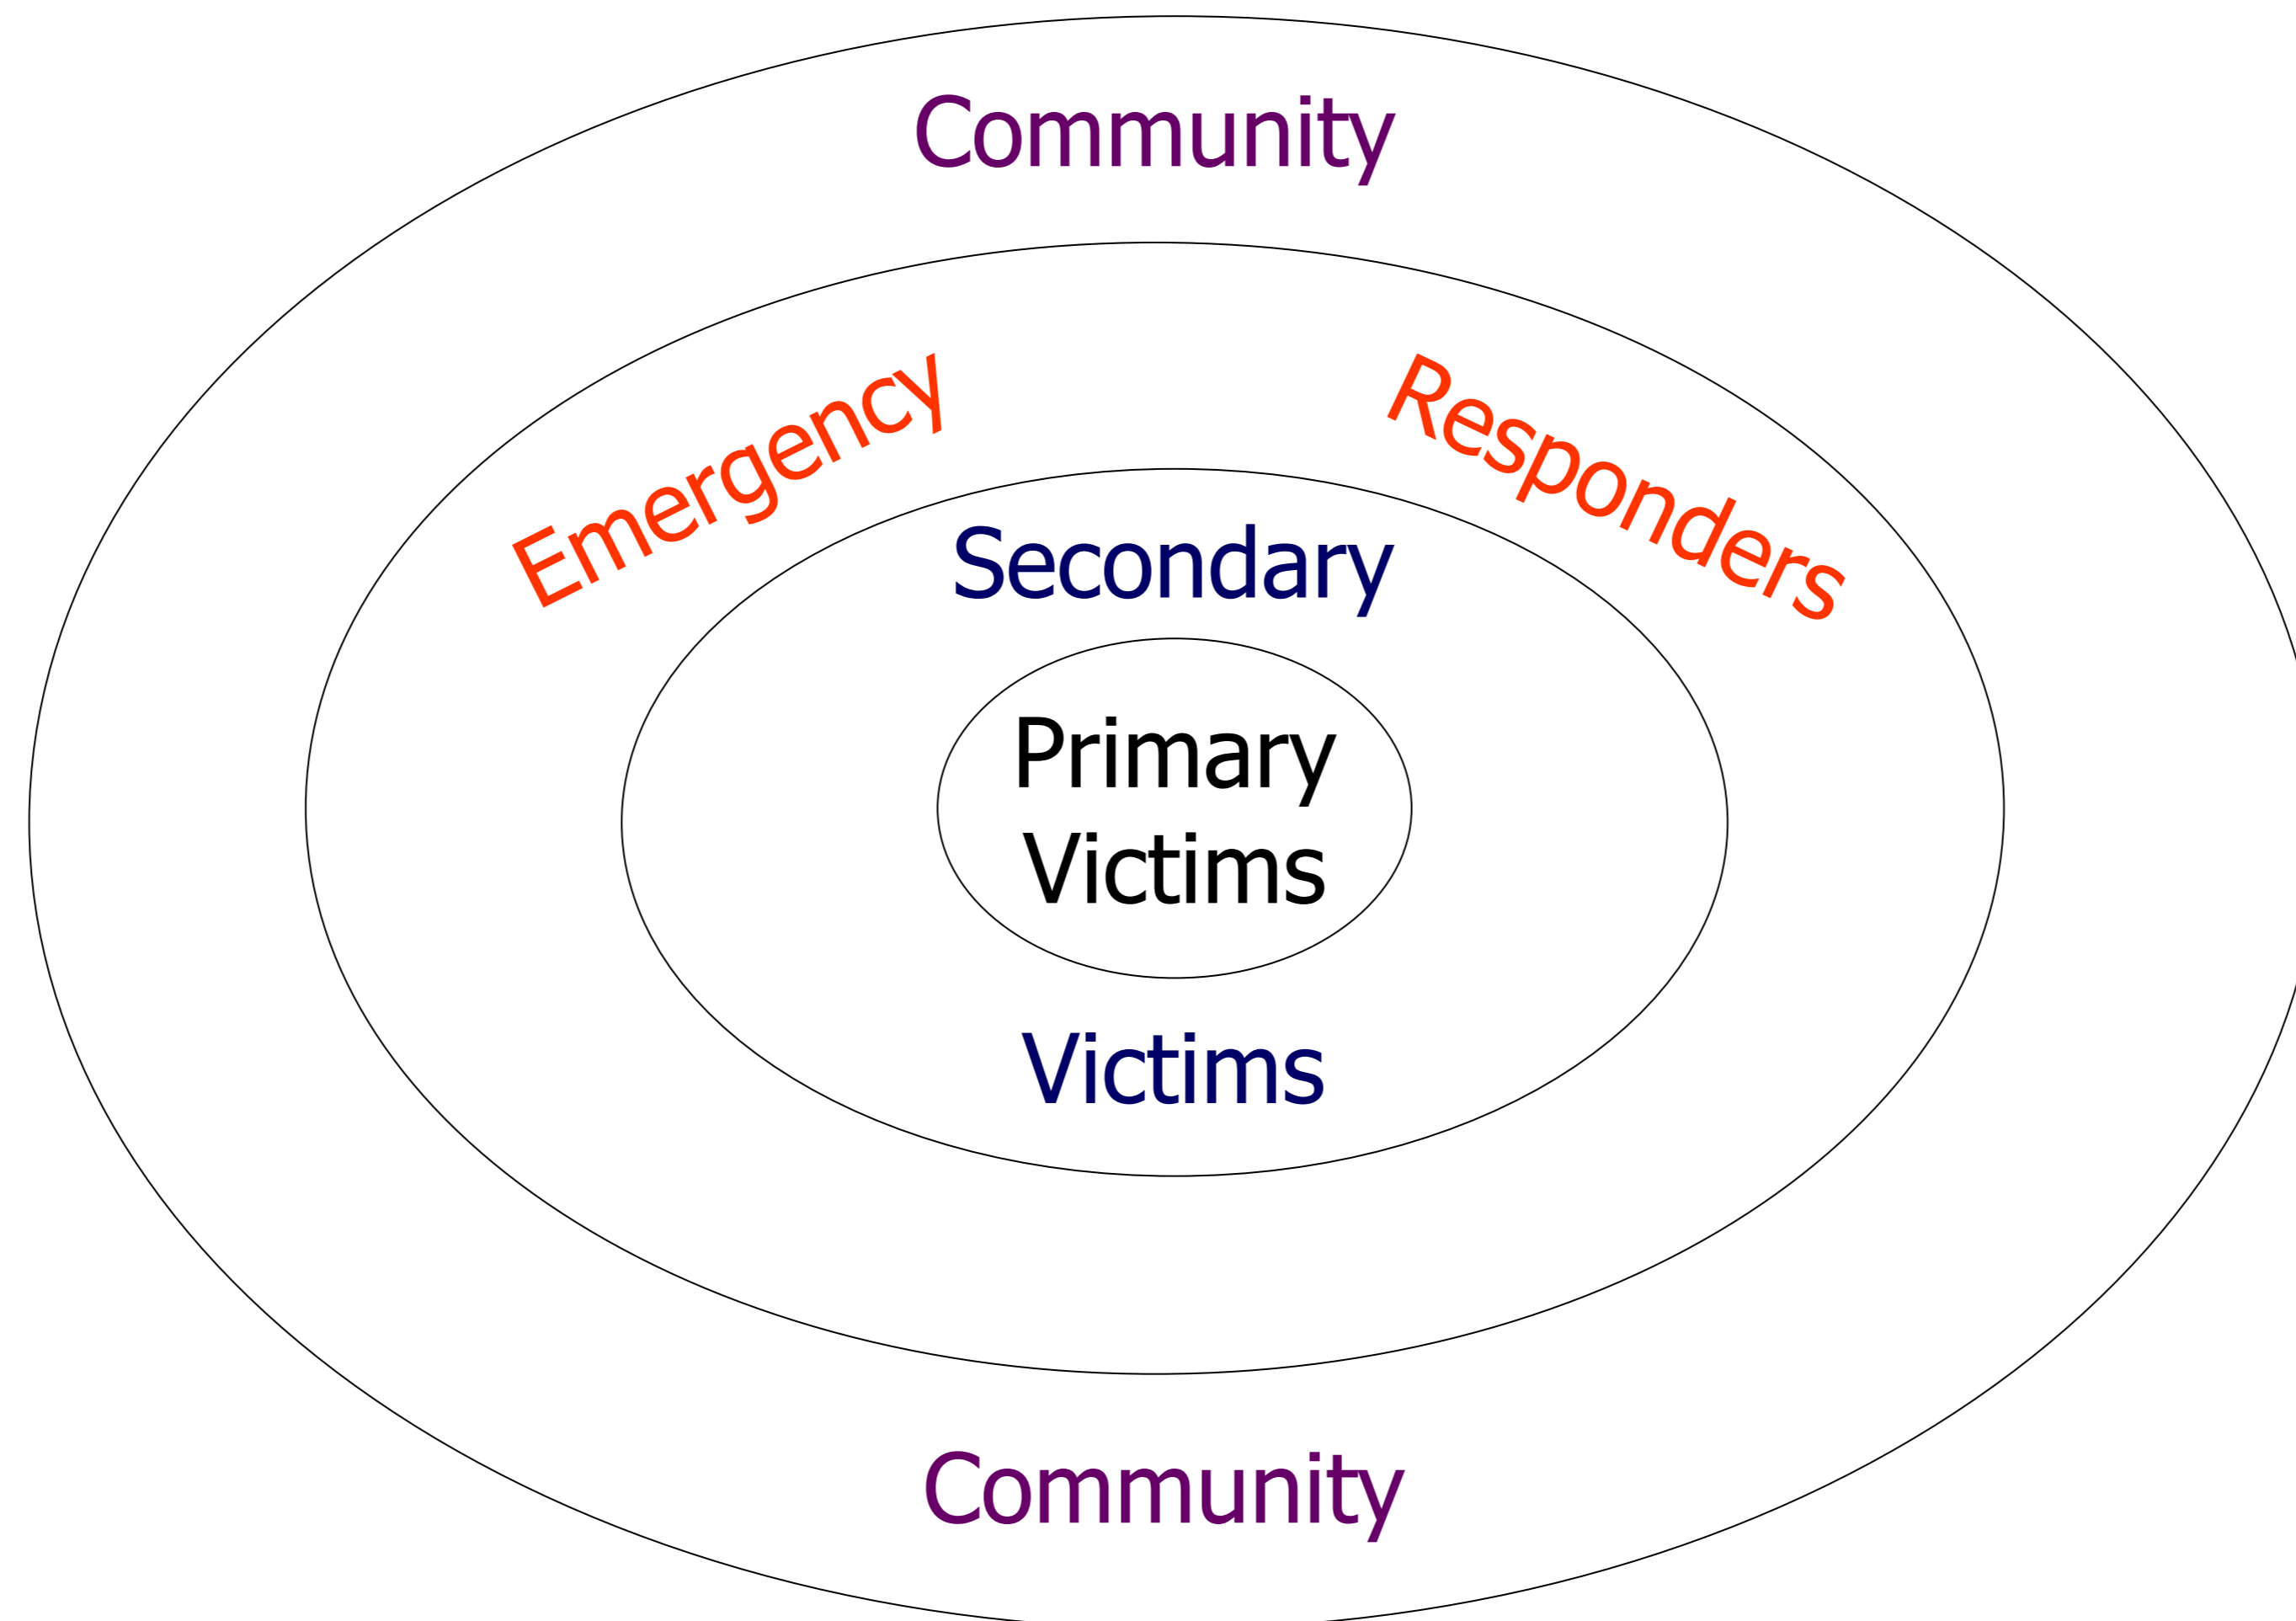 Community
Emergency Responders
Secondary
Primary
Victims
Victims
Community